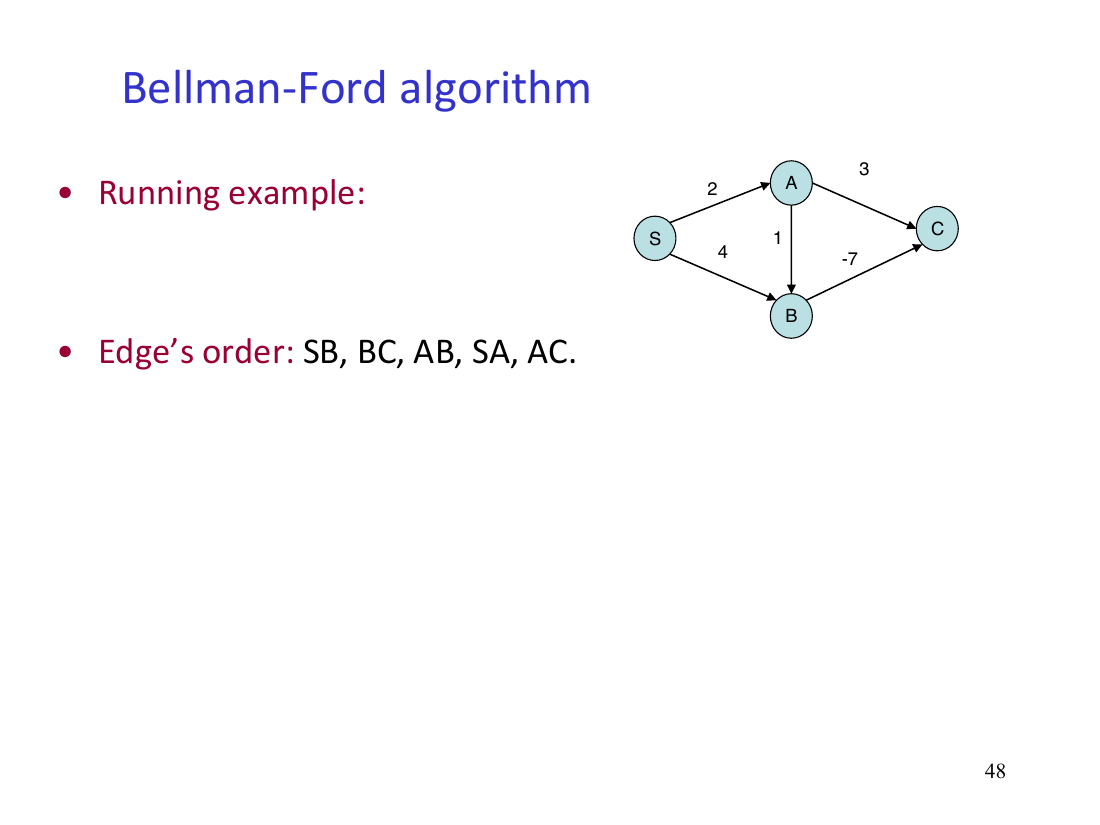 Bellman-Ford algorithm
• Running example:
2
A
3
S
4
1
C
-7
B
• Edge’s order: SB, BC, AB, SA, AC.
48